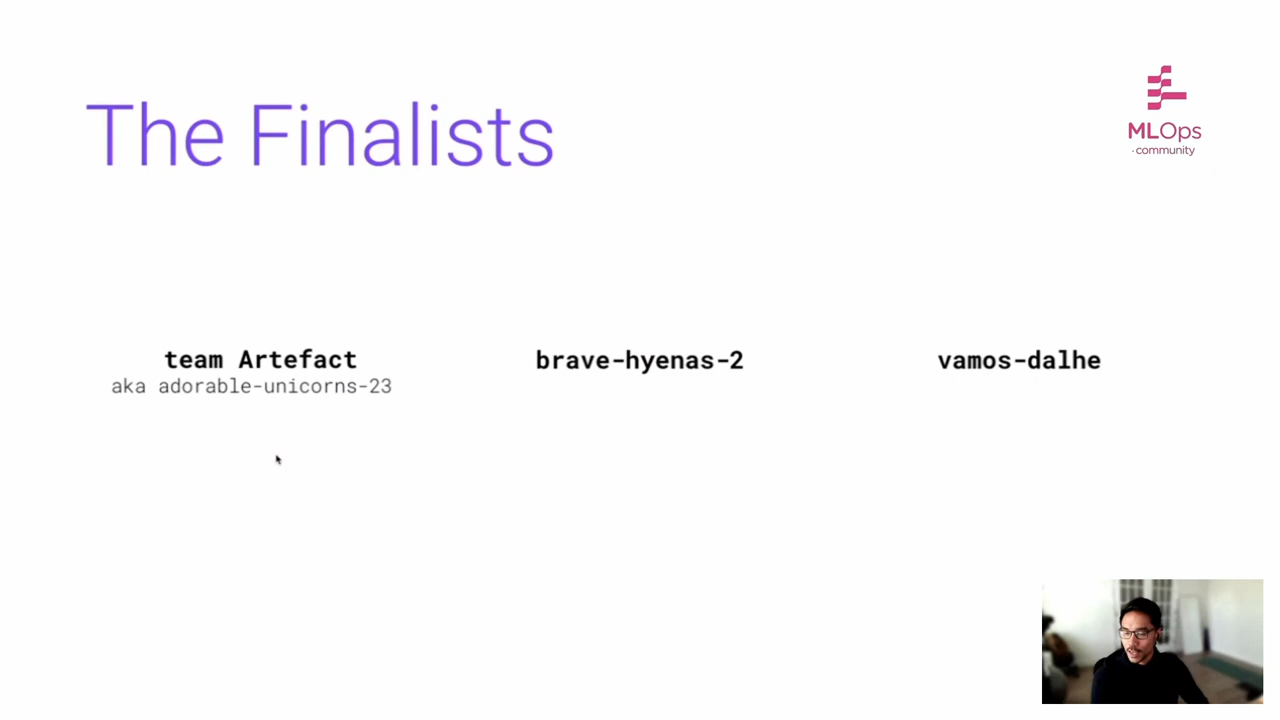 The Finalists
MLOps
.community
team Artefact
aka adorable-unicorns-23
brave-hyenas-2
vamos-dalhe